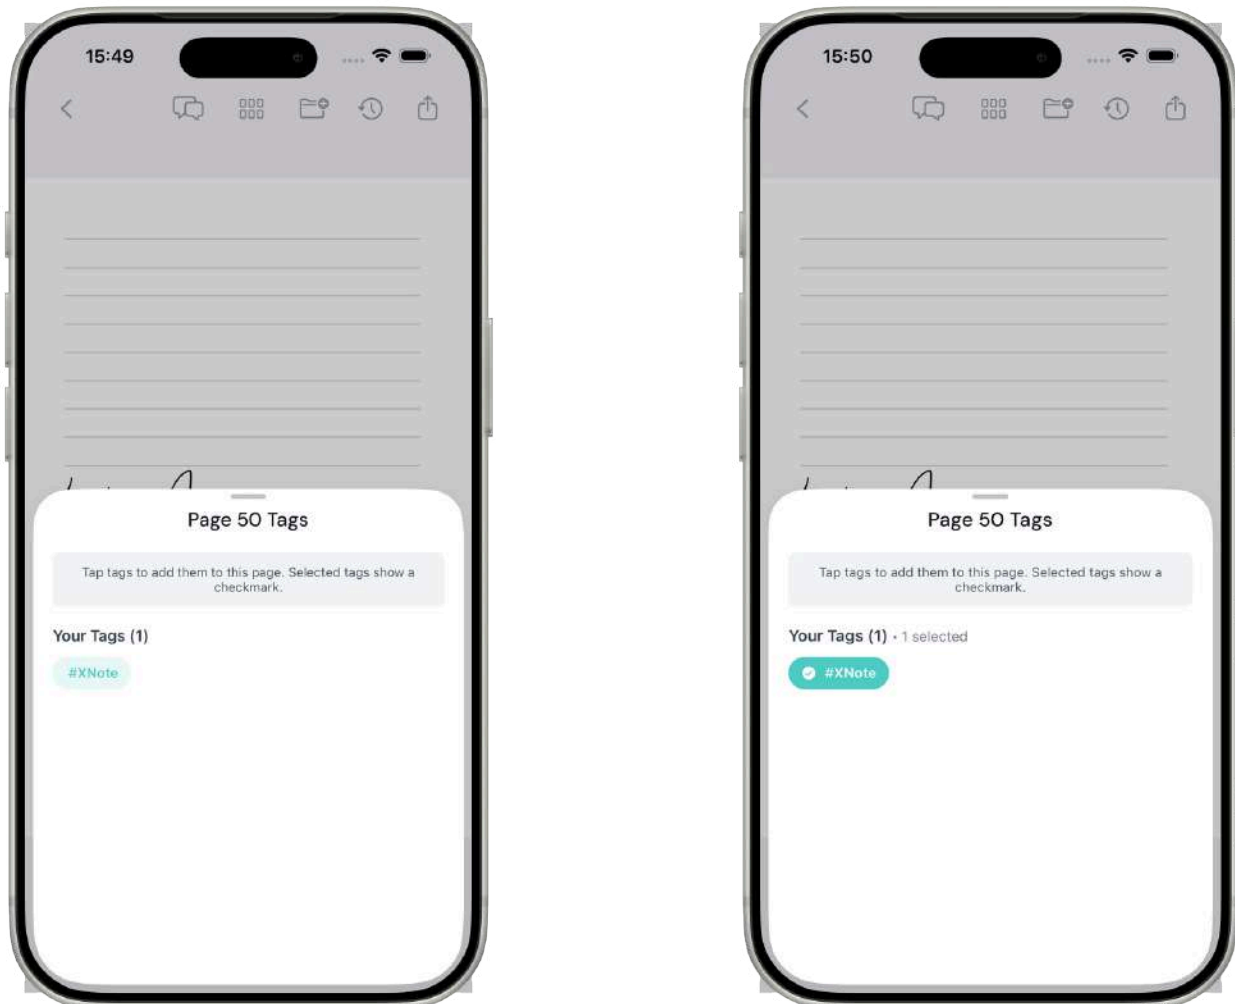 15:49
Page 50 Tags
Tap tags to add them to this page. Selected tags show a
checkmark.
Your Tags (1)
#XNote
15:50
Page 50 Tags
Tap tags to add them to this page. Selected tags show a
checkmark.
Your Tags (1) • 1 selected
#XNote